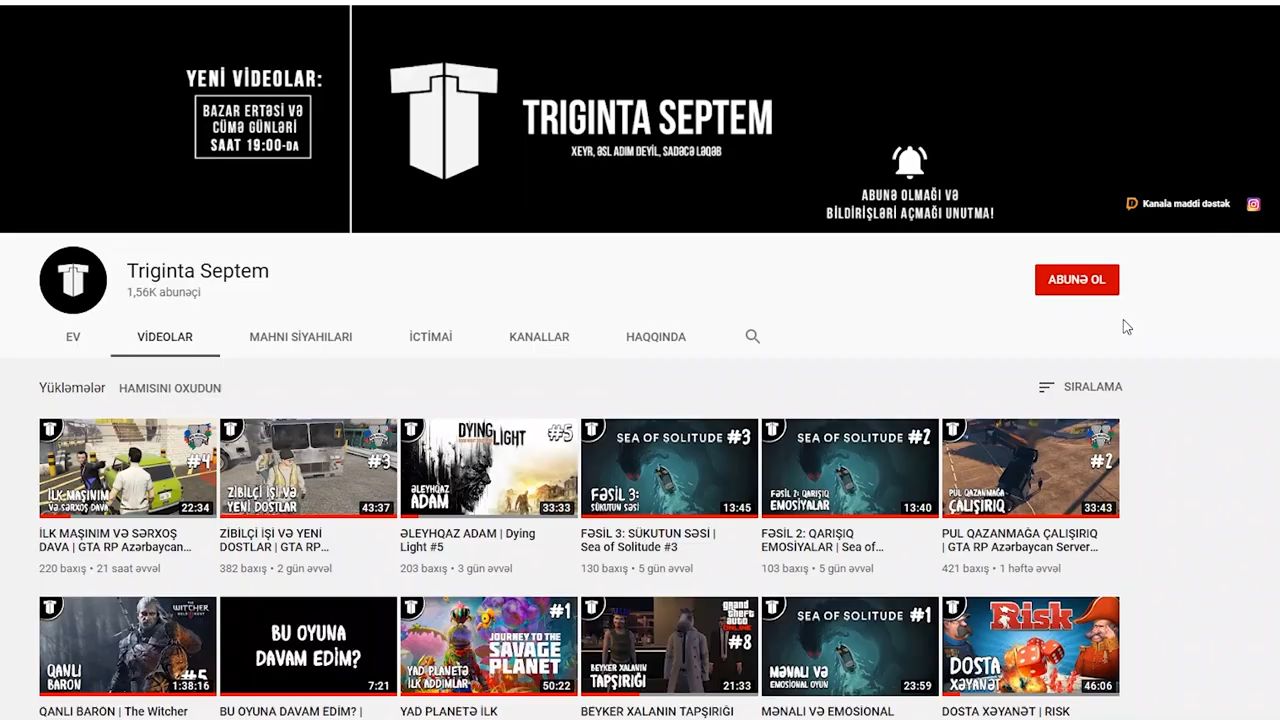 YENİ VİDEOLAR:
BAZAR ERTƏSİ VƏ
CÜMƏ GÜNLƏRİ
SAAT 19:00-DA
TRIGINTA SEPTEM
XEYR, ƏSL ADIM DEYİL, SADƏCƏ LƏQƏB
ABUNƏ OLMAĞI VƏ
BİLDİRİŞLƏRİ AÇMAĞI UNUTMA!
Kanala maddi dəstək
Triginta Septem
1,56K abunəçi
ABUNƏ OL
EV
VİDEOLAR
MAHNI SİYAHILARI
İCTİMAİ
KANALLAR
HAQQINDA
Yükləmələr
HAMISINI OXUDUN
SIRALAMA
#4
İLK MAŞINIM
VƏ SƏRXOŞ DAVA
22:34
#3
ZİBİLÇİ İŞİ VƏ
YENİ DOSTLAR
43:37
DYING LIGHT
#5
ƏLEYHQAZ
ADAM
33:33
SEA OF SOLITUDE #3
FƏSİL 3:
SÜKUTUN SƏSİ
13:45
SEA OF SOLITUDE #2
FƏSİL 2: QARIŞIQ
EMOSİYALAR
13:40
#2
PUL QAZANMAĞA
ÇALIŞIRIQ
33:43
İLK MAŞINIM VƏ SƏRXOŞ
DAVA | GTA RP Azərbaycan...
220 baxış • 21 saat əvvəl
ZİBİLÇİ İŞİ VƏ YENİ
DOSTLAR | GTA RP...
382 baxış • 2 gün əvvəl
ƏLEYHQAZ ADAM | Dying
Light #5
203 baxış • 3 gün əvvəl
FƏSİL 3: SÜKUTUN SƏSİ |
Sea of Solitude #3
130 baxış • 5 gün əvvəl
FƏSİL 2: QARIŞIQ
EMOSİYALAR | Sea of...
103 baxış • 5 gün əvvəl
PUL QAZANMAĞA ÇALIŞIRIQ
| GTA RP Azərbaycan Server...
421 baxış • 1 həftə əvvəl
THE WITCHER
QANLI
BARON
#5
1:38:16
BU OYUNA
DAVAM EDİM?
7:21
#1
JOURNEY TO THE
SAVAGE
PLANET
YAD PLANETƏ
İLK ADDIMLAR
50:22
grand
theft
auto
ONLINE
#8
BEYKER XALANIN
TAPŞIRIĞI
21:33
SEA OF SOLITUDE #1
MƏNALI VƏ
EMOSIONAL OYUN
23:59
RISK
DOSTA
XƏYANƏT
46:06
QANLI BARON | The Witcher
BU OYUNA DAVAM EDİM? |
YAD PLANETƏ İLK
BEYKER XALANIN TAPŞIRIĞI
MƏNALI VƏ EMOSIONAL
DOSTA XƏYANƏT | RISK